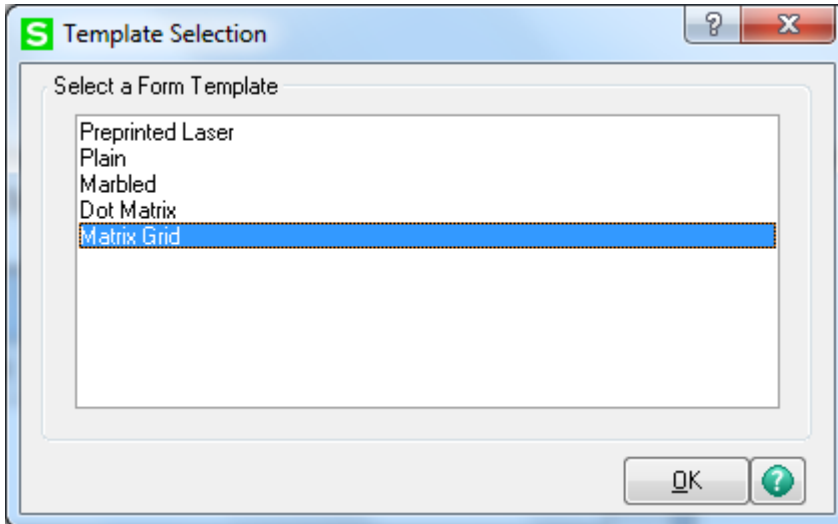 S Template Selection
Select a Form Template
Preprinted Laser
Plain
Marbled
Dot Matrix
Matrix Grid
OK